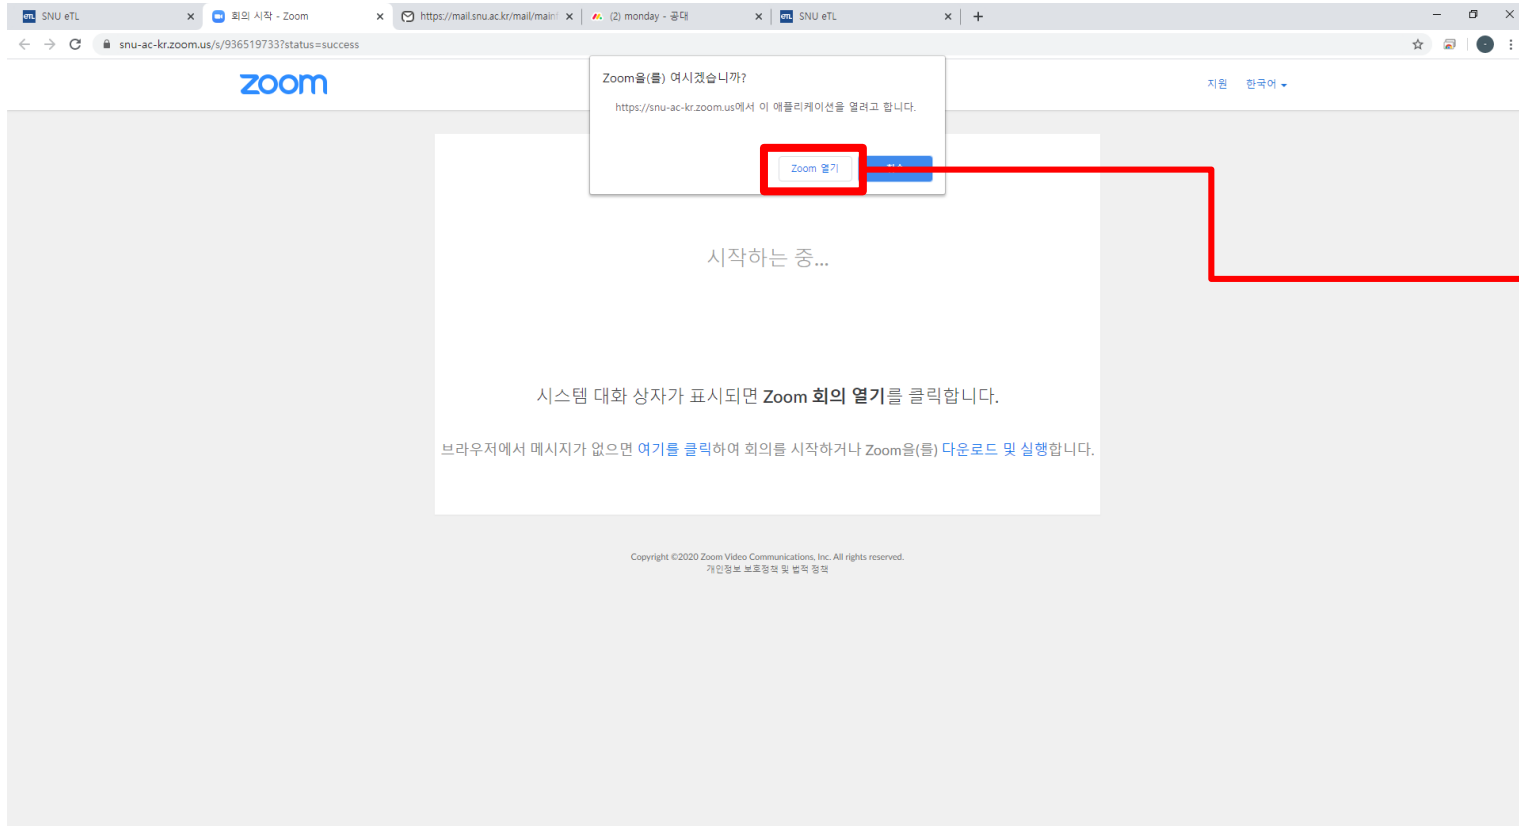 SNU eTL
회의 시작 - Zoom
https://mail.snu.ac.kr/mail/main
(2) monday - 공대
SNU eTL
snu-ac-kr.zoom.us/s/936519733?status=success
zoom
지원 한국어
Zoom을(를) 여시겠습니까?
https://snu-ac-kr.zoom.us에서 이 애플리케이션을 열려고 합니다.
Zoom 열기
시작하는 중...
시스템 대화 상자가 표시되면 Zoom 회의 열기를 클릭합니다.
브라우저에서 메시지가 없으면 여기를 클릭하여 회의를 시작하거나 Zoom을(를) 다운로드 및 실행합니다.
Copyright ©2020 Zoom Video Communications, Inc. All rights reserved.
개인정보 보호정책 및 법적 정책